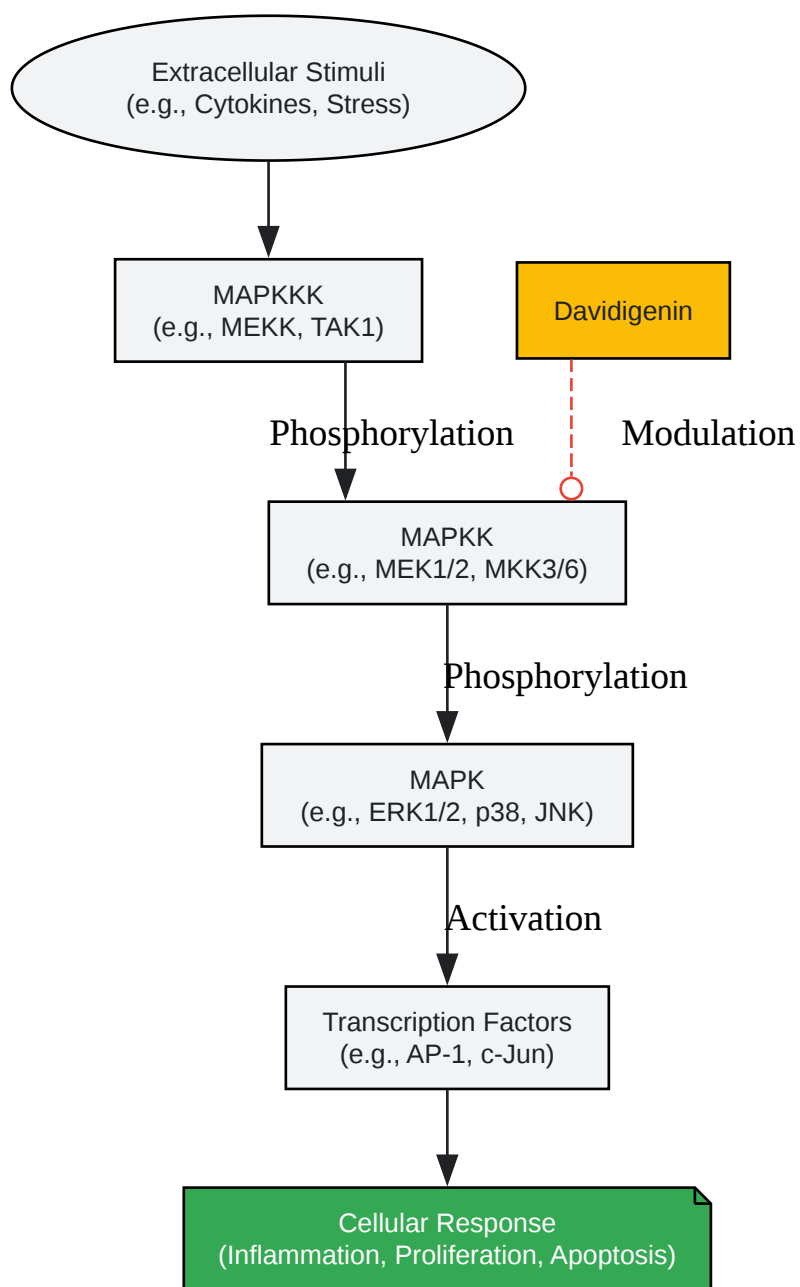 Extracellular Stimuli
(e.g., Cytokines, Stress)
MAPKKK
(e.g., MEKK, TAK1)
Davidigenin
Phosphorylation
Modulation
MAPKK
(e.g., MEK1/2, MKK3/6)
Phosphorylation
MAPK
(e.g., ERK1/2, p38, JNK)
Activation
Transcription Factors
(e.g., AP-1, c-Jun)
Cellular Response
(Inflammation, Proliferation, Apoptosis)